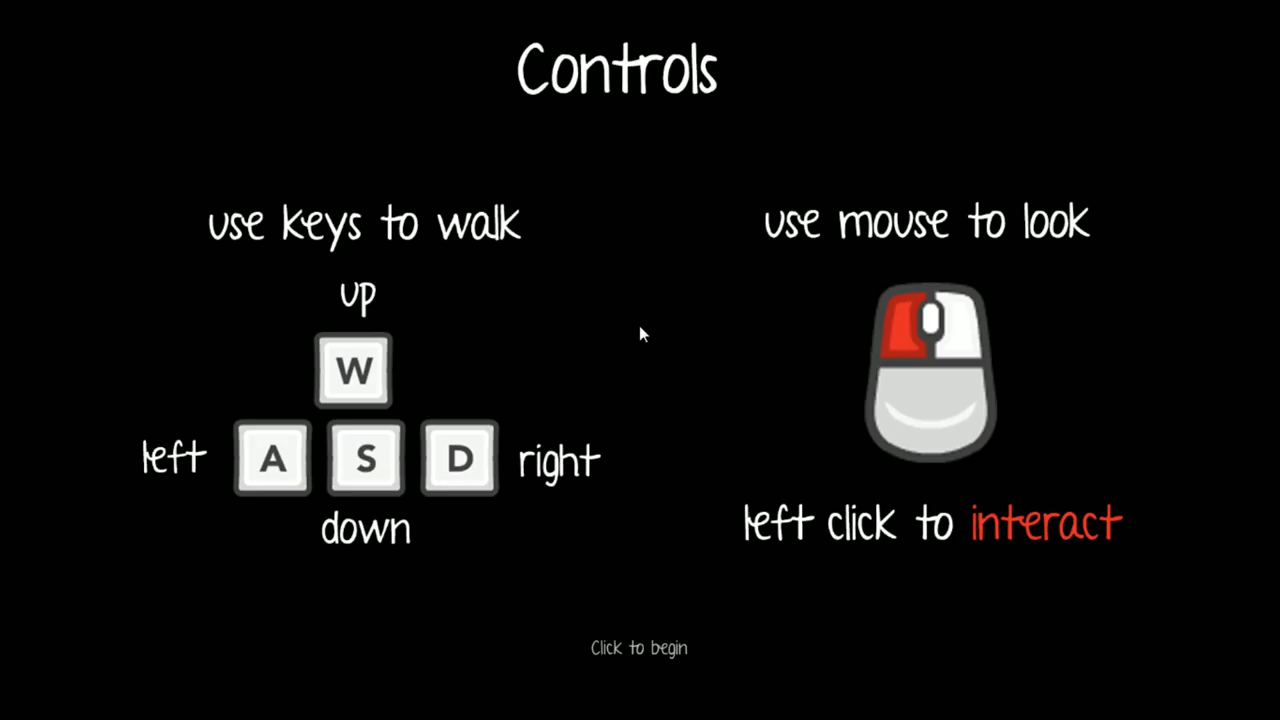 Controls
use keys to walk
up
W
left A S D right
down
use mouse to look
left click to interact
Click to begin